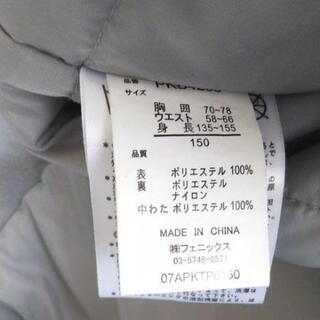 品番
サイズ
胸 囲 70~78
ウエスト 58~66
身 長 135~155
150
品質
表 ポリエステル 100%
裏 ポリエステル
ナイロン
中わた ポリエステル 100%
MADE IN CHINA
㈱フェニックス
07APKTP0150